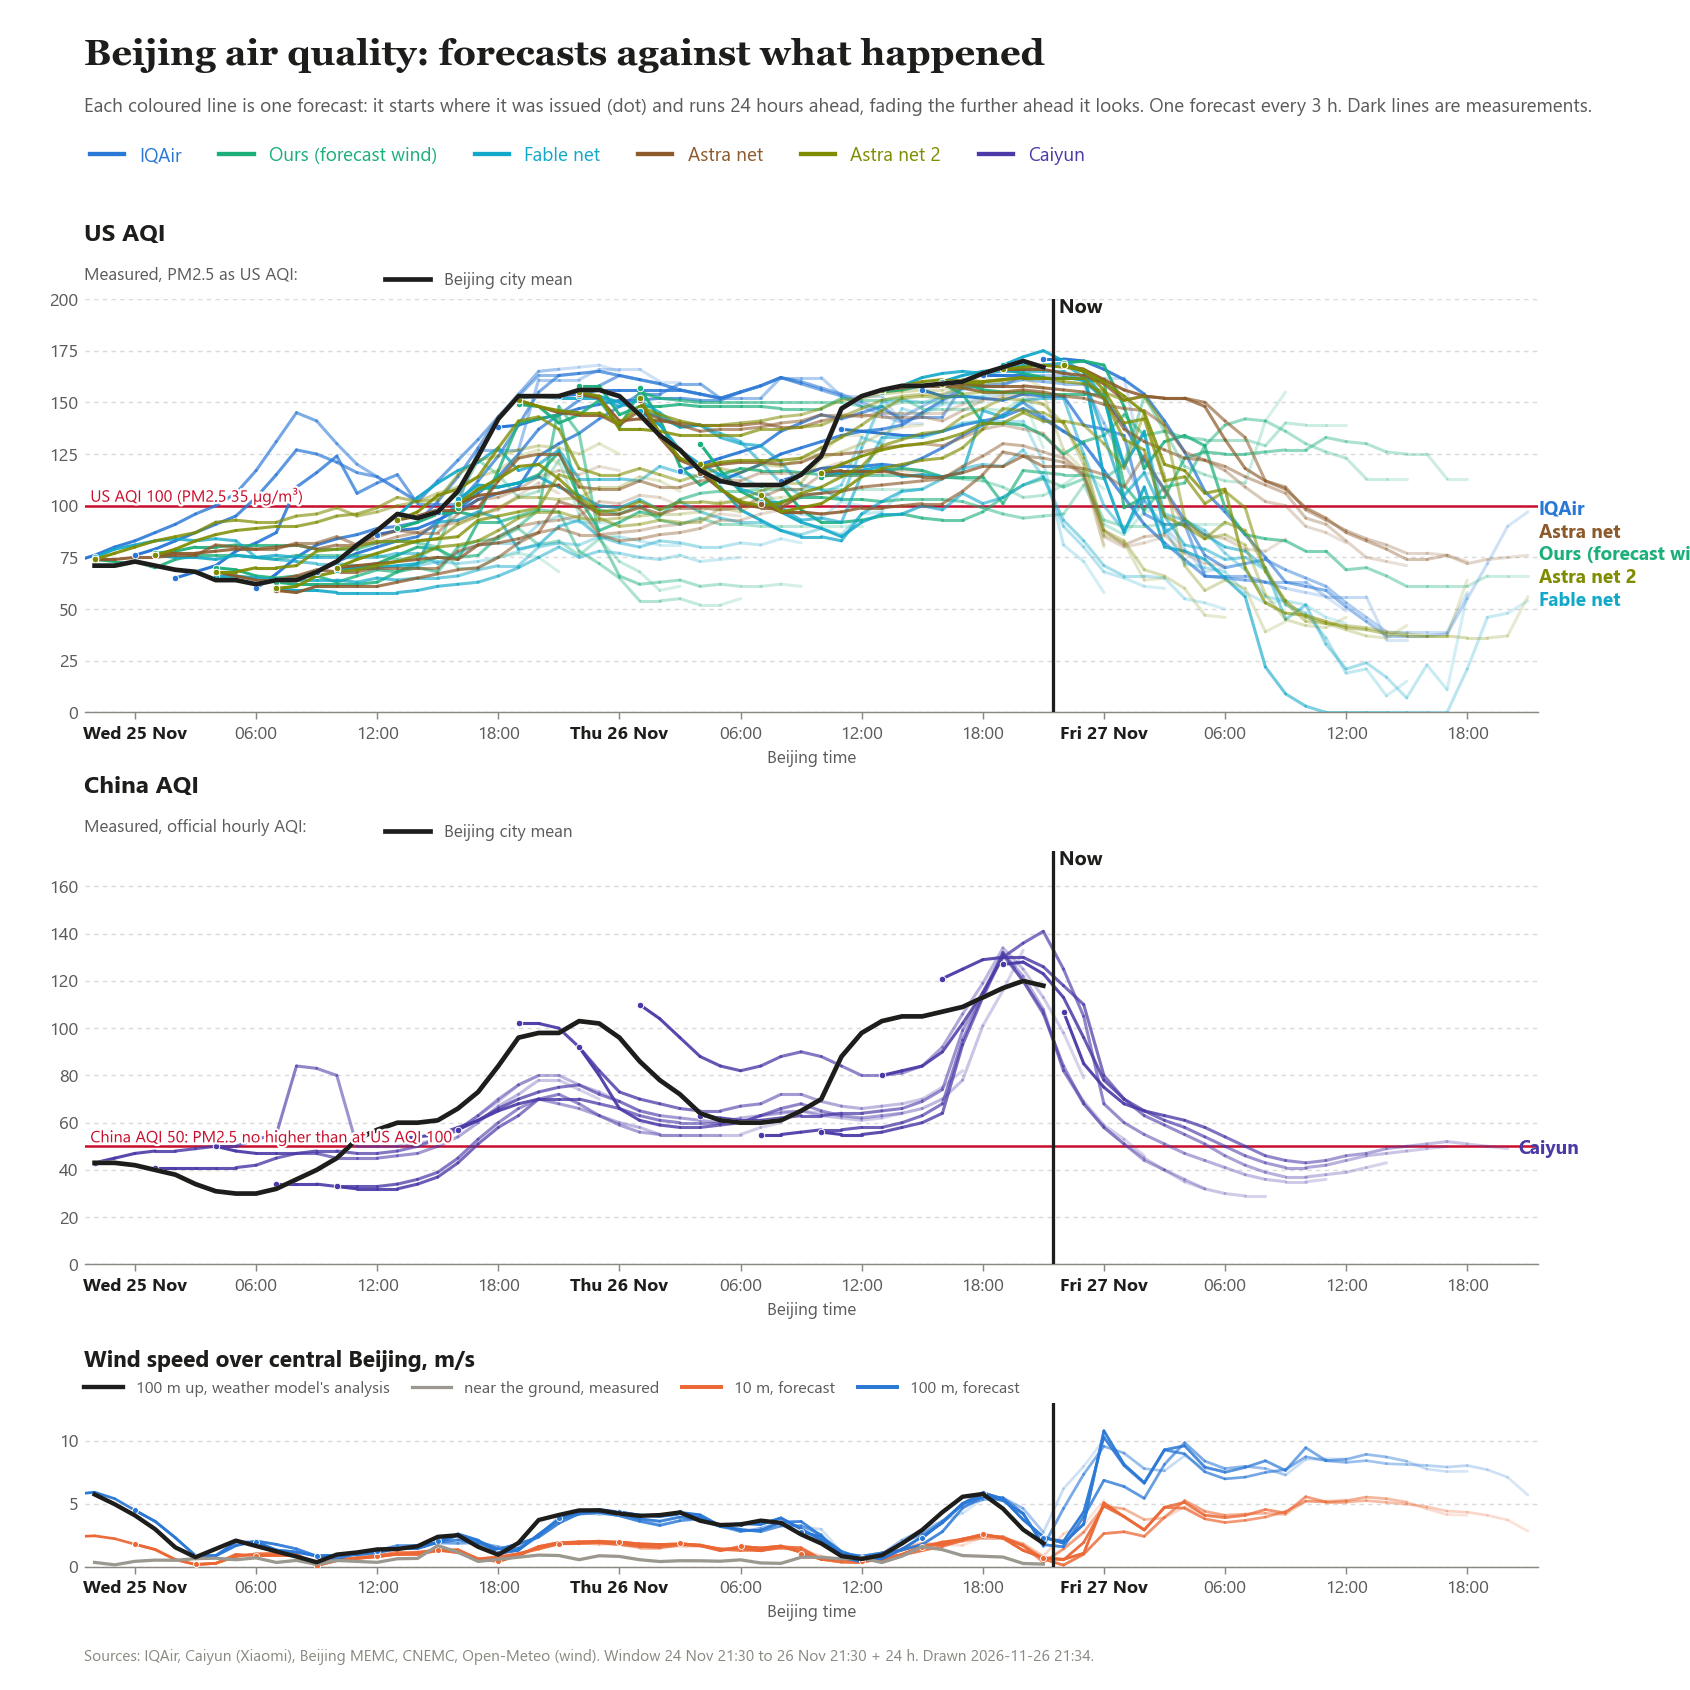 Beijing air quality: forecasts against what happened
Each coloured line is one forecast: it starts where it was issued (dot) and runs 24 hours ahead, fading the further ahead it looks. One forecast every 3 h. Dark lines are measurements.
IQAir Ours (forecast wind) Fable net Astra net Astra net 2 Caiyun
US AQI
Measured, PM2.5 as US AQI: Beijing city mean
Now
200
175
150
125
100
75
50
25
0
US AQI 100 (PM2.5 35 µg/m³)
IQAir
Astra net
Ours (forecast wi
Astra net 2
Fable net
Wed 25 Nov 06:00 12:00 18:00 Thu 26 Nov 06:00 12:00 18:00 Fri 27 Nov 06:00 12:00 18:00
Beijing time
China AQI
Measured, official hourly AQI: Beijing city mean
Now
160
140
120
100
80
60
40
20
0
China AQI 50: PM2.5 no higher than at US AQI 100
Caiyun
Wed 25 Nov 06:00 12:00 18:00 Thu 26 Nov 06:00 12:00 18:00 Fri 27 Nov 06:00 12:00 18:00
Beijing time
Wind speed over central Beijing, m/s
100 m up, weather model's analysis near the ground, measured 10 m, forecast 100 m, forecast
10
5
0
Wed 25 Nov 06:00 12:00 18:00 Thu 26 Nov 06:00 12:00 18:00 Fri 27 Nov 06:00 12:00 18:00
Beijing time
Sources: IQAir, Caiyun (Xiaomi), Beijing MEMC, CNEMC, Open-Meteo (wind). Window 24 Nov 21:30 to 26 Nov 21:30 + 24 h. Drawn 2026-11-26 21:34.